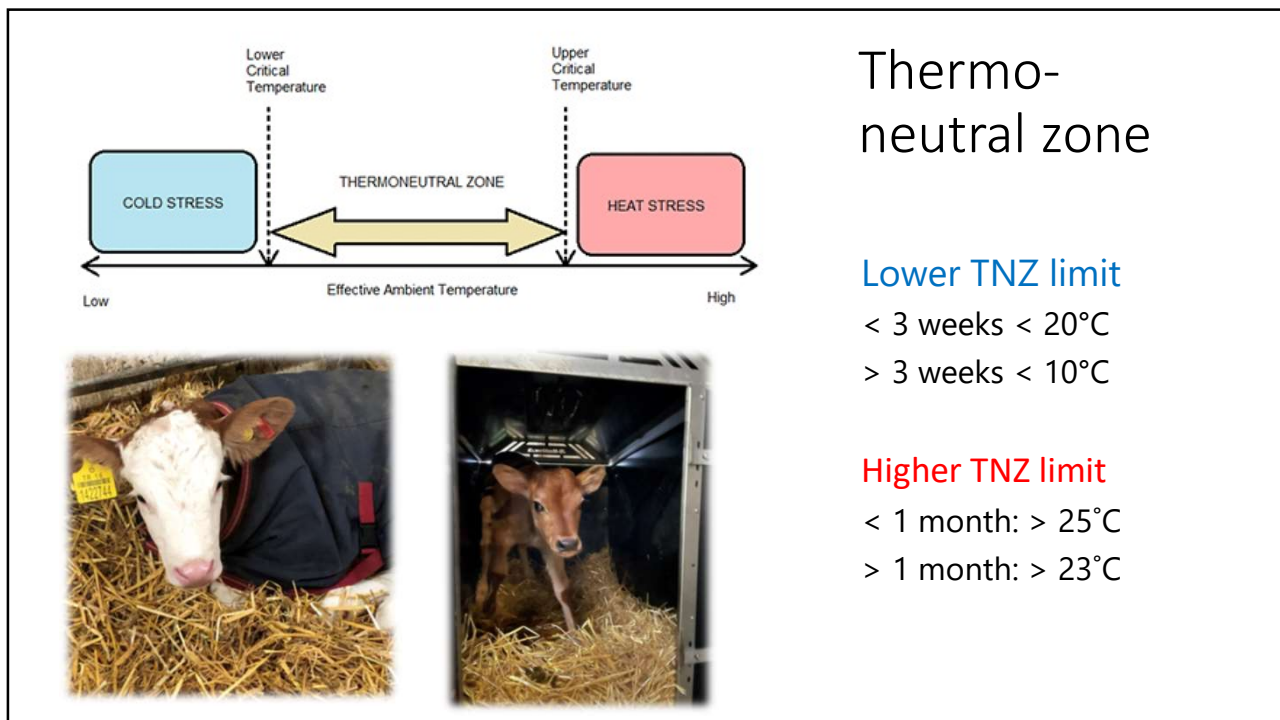 Lower
Critical
Temperature
Upper
Critical
Temperature
COLD STRESS
THERMONEUTRAL ZONE
HEAT STRESS
Low
Effective Ambient Temperature
High
Thermo-
neutral zone
Lower TNZ limit
< 3 weeks < 20°C
> 3 weeks < 10°C
Higher TNZ limit
< 1 month: > 25°C
> 1 month: > 23°C
1422744